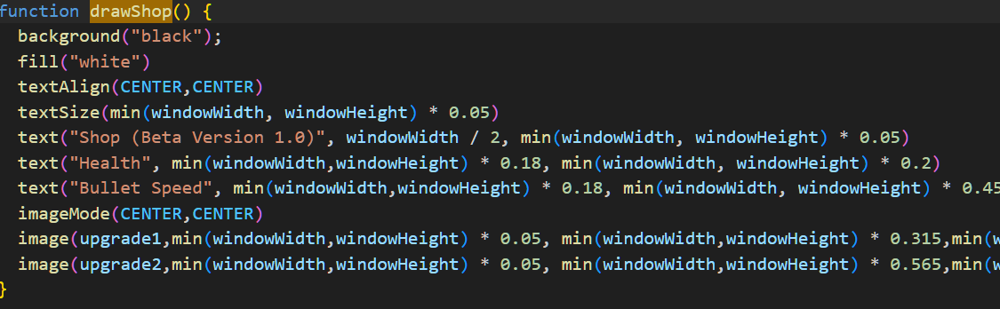 function drawShop() {
background("black");
fill("white")
textAlign(CENTER,CENTER)
textSize(min(windowWidth, windowHeight) * 0.05)
text("Shop (Beta Version 1.0)", windowWidth / 2, min(windowWidth, windowHeight) * 0.05)
text("Health", min(windowWidth,windowHeight) * 0.18, min(windowWidth, windowHeight) * 0.2)
text("Bullet Speed", min(windowWidth,windowHeight) * 0.18, min(windowWidth, windowHeight) * 0.45
imageMode(CENTER,CENTER)
image(upgrade1,min(windowWidth,windowHeight) * 0.05, min(windowWidth,windowHeight) * 0.315,min(w
image(upgrade2,min(windowWidth,windowHeight) * 0.05, min(windowWidth,windowHeight) * 0.565,min(w
}